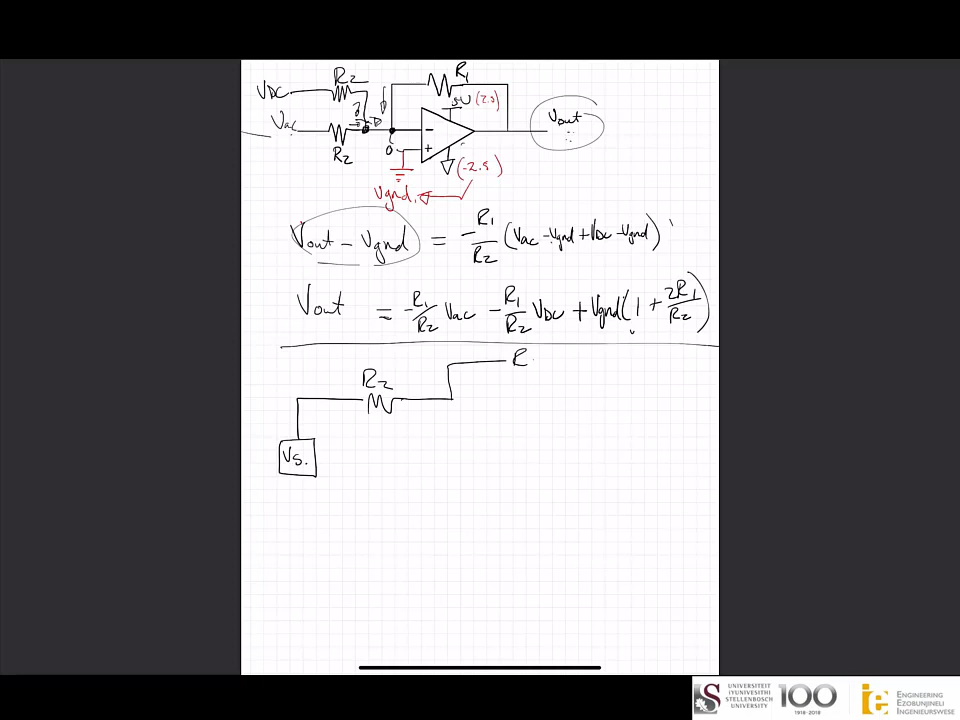 R2
R1
VDC
5V (2.5)
Vac
Vout
R2
0
- 
+
(-2.5)
Vgnd.
Vout - Vgnd = -R1/R2 (Vac - Vgnd + VDC - Vgnd)
Vout = -R1/R2 Vac - R1/R2 VDC + Vgnd (1 + 2R1/R2)
R2
R
Vs.
UNIVERSITEIT
IYUNIVESITHI
STELLENBOSCH
UNIVERSITY
100
1918-2018
ie
ENGINEERING
EZOBUNJINELI
INGENIEURSWESE